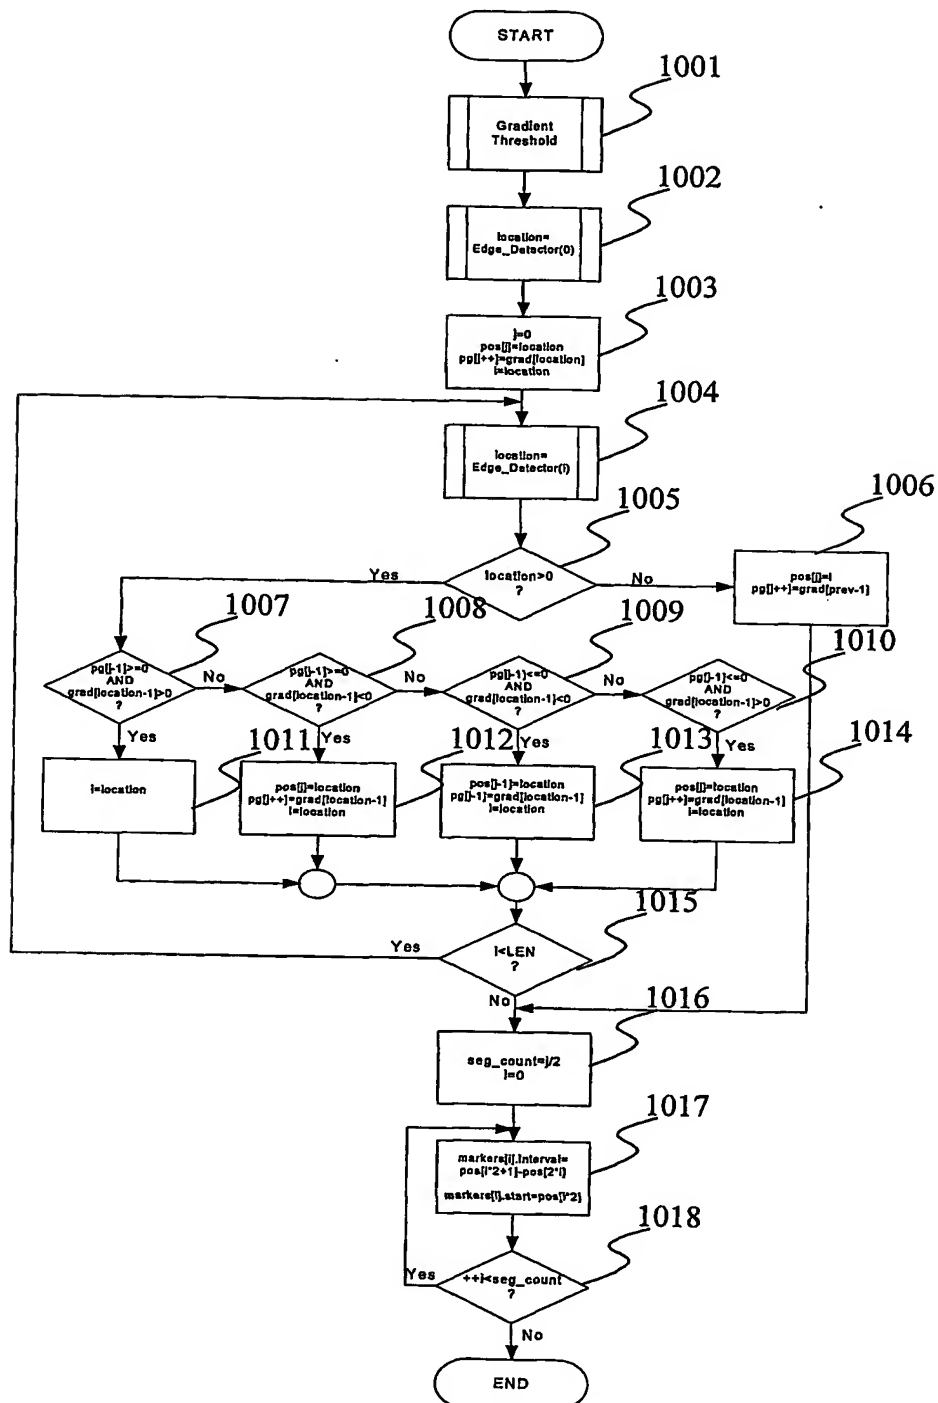 START
1001
Gradient
Threshold
1002
location=
Edge_Detector(0)
1003
j=0
pos[j]=location
pg[j++]=grad[location]
i=location
1004
location=
Edge_Detector(i)
1005
1006
location>0
?
Yes
No
pos[j]=i
pg[j++]=grad[prev-1]
1007
1008
1009
1010
pg[j-1]>=0
AND
grad[location-1]>0
?
No
pg[j-1]>=0
AND
grad[location-1]<0
?
No
pg[j-1]<=0
AND
grad[location-1]<0
?
No
pg[j-1]<=0
AND
grad[location-1]>0
?
Yes
Yes
Yes
Yes
1011
1012
1013
1014
i=location
pos[j]=location
pg[j++]=grad[location-1]
i=location
pos[j-1]=location
pg[j-1]=grad[location-1]
i=location
pos[j]=location
pg[j++]=grad[location-1]
i=location
1015
Yes
i<LEN
?
No
1016
seg_count=j/2
i=0
1017
markers[i].interval=
pos[i*2+1]-pos[2*i]
markers[i].start=pos[i*2]
1018
Yes
++i<seg_count
?
No
END